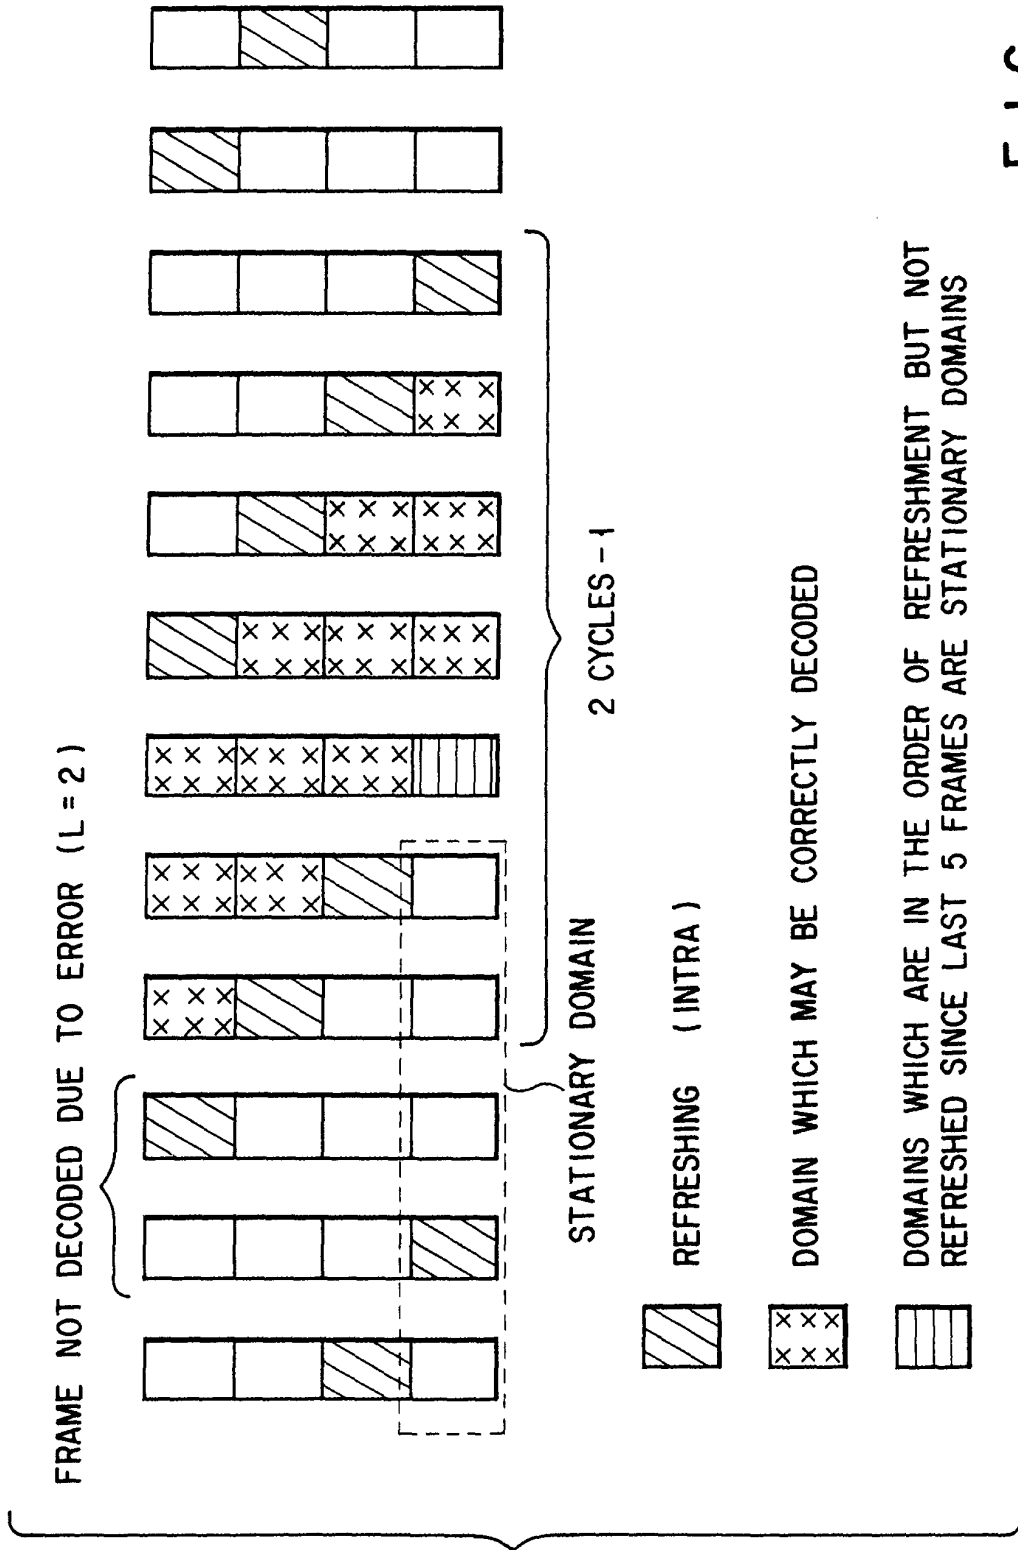 FRAME NOT DECODED DUE TO ERROR (L=2)
STATIONARY DOMAIN
2 CYCLES-1
REFRESHING (INTRA)
DOMAIN WHICH MAY BE CORRECTLY DECODED
DOMAINS WHICH ARE IN THE ORDER OF REFRESHMENT BUT NOT
REFRESHED SINCE LAST 5 FRAMES ARE STATIONARY DOMAINS